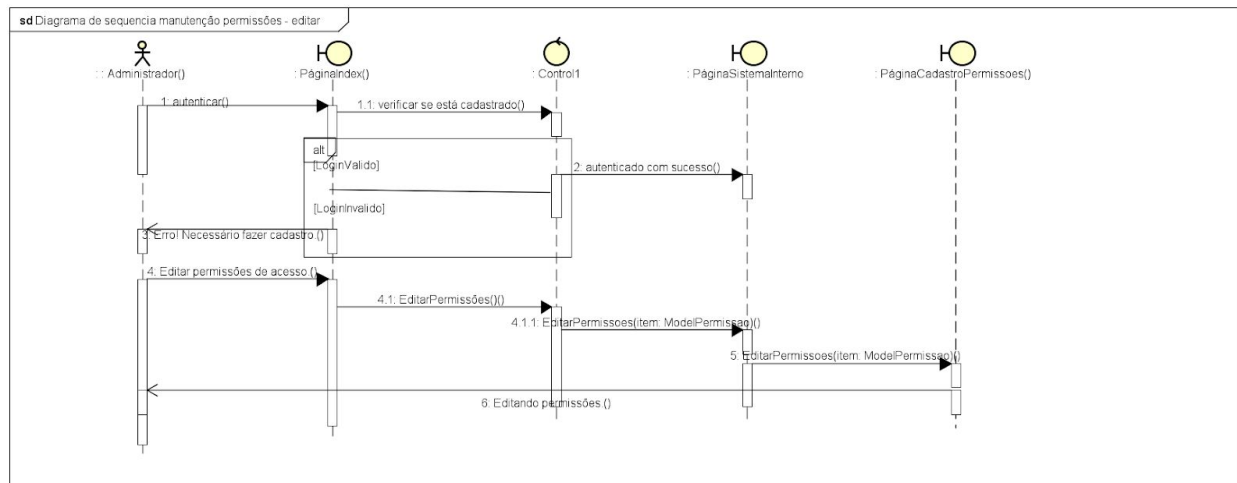 sd Diagrama de sequencia manutenção permissões - editar
: : Administrador()
: PáginaIndex()
: Control1
: PáginaSistemaInterno
: PáginaCadastroPermissoes()
1: autenticar()
1.1: verificar se está cadastrado()
alt
[LoginValido]
2: autenticado com sucesso()
[LoginInvalido]
3: Erro! Necessário fazer cadastro.()
4: Editar permissões de acesso.()
4.1: EditarPermissões()()
4.1.1: EditarPermissoes(item: ModelPermissao)()
5: EditarPermissoes(item: ModelPermissao)()
6: Editando permissões.()